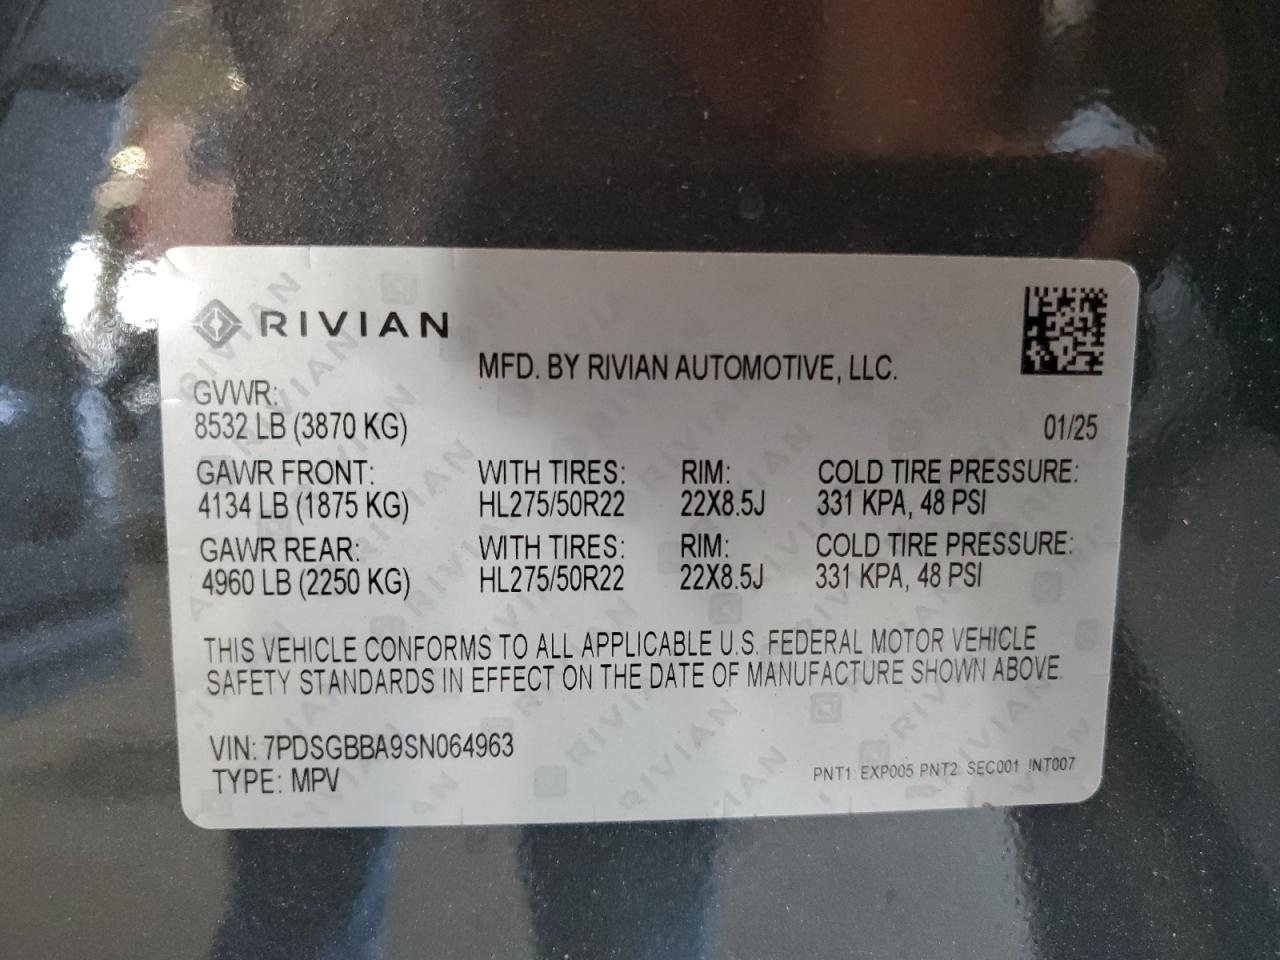 RIVIAN
MFD. BY RIVIAN AUTOMOTIVE, LLC.
GVWR:
8532 LB (3870 KG)
01/25
GAWR FRONT: WITH TIRES: RIM: COLD TIRE PRESSURE:
4134 LB (1875 KG) HL275/50R22 22X8.5J 331 KPA, 48 PSI
GAWR REAR: WITH TIRES: RIM: COLD TIRE PRESSURE:
4960 LB (2250 KG) HL275/50R22 22X8.5J 331 KPA, 48 PSI
THIS VEHICLE CONFORMS TO ALL APPLICABLE U.S. FEDERAL MOTOR VEHICLE
SAFETY STANDARDS IN EFFECT ON THE DATE OF MANUFACTURE SHOWN ABOVE.
VIN: 7PDSGBBA9SN064963
TYPE: MPV
PNT1: EXP005 PNT2: SEC001 INT007